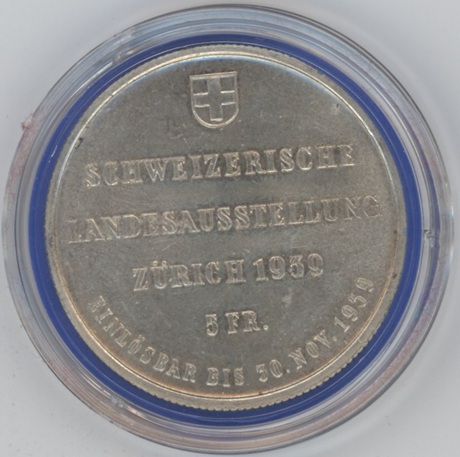 SCHWEIZERISCHE
LANDESAUSSTELLUNG
ZÜRICH 1939
5 FR.
EINLÖSBAR BIS 30. NOV. 1939